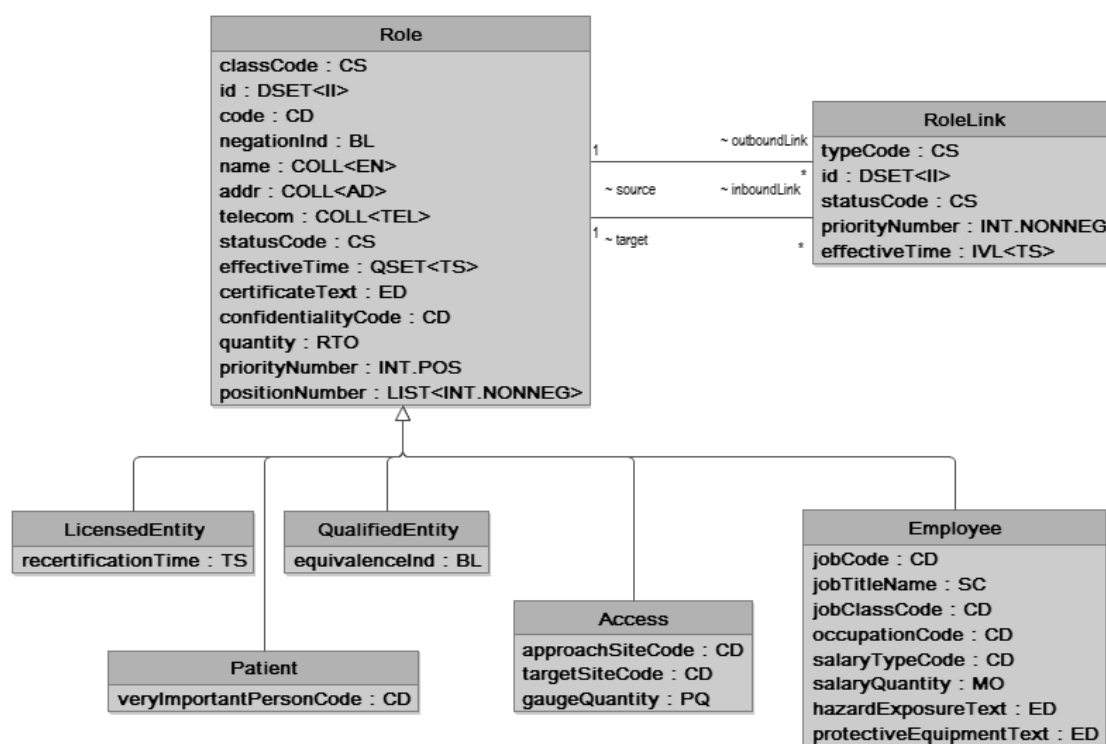 Role
classCode : CS
id : DSET<II>
code : CD
negationInd : BL
name : COLL<EN>
addr : COLL<AD>
telecom : COLL<TEL>
statusCode : CS
effectiveTime : QSET<TS>
certificateText : ED
confidentialityCode : CD
quantity : RTO
priorityNumber : INT.POS
positionNumber : LIST<INT.NONNEG>
1
~ outboundLink
*
~ source
~ inboundLink
1
~ target
*
RoleLink
typeCode : CS
id : DSET<II>
statusCode : CS
priorityNumber : INT.NONNEG
effectiveTime : IVL<TS>
LicensedEntity
recertificationTime : TS
QualifiedEntity
equivalenceInd : BL
Patient
veryImportantPersonCode : CD
Access
approachSiteCode : CD
targetSiteCode : CD
gaugeQuantity : PQ
Employee
jobCode : CD
jobTitleName : SC
jobClassCode : CD
occupationCode : CD
salaryTypeCode : CD
salaryQuantity : MO
hazardExposureText : ED
protectiveEquipmentText : ED